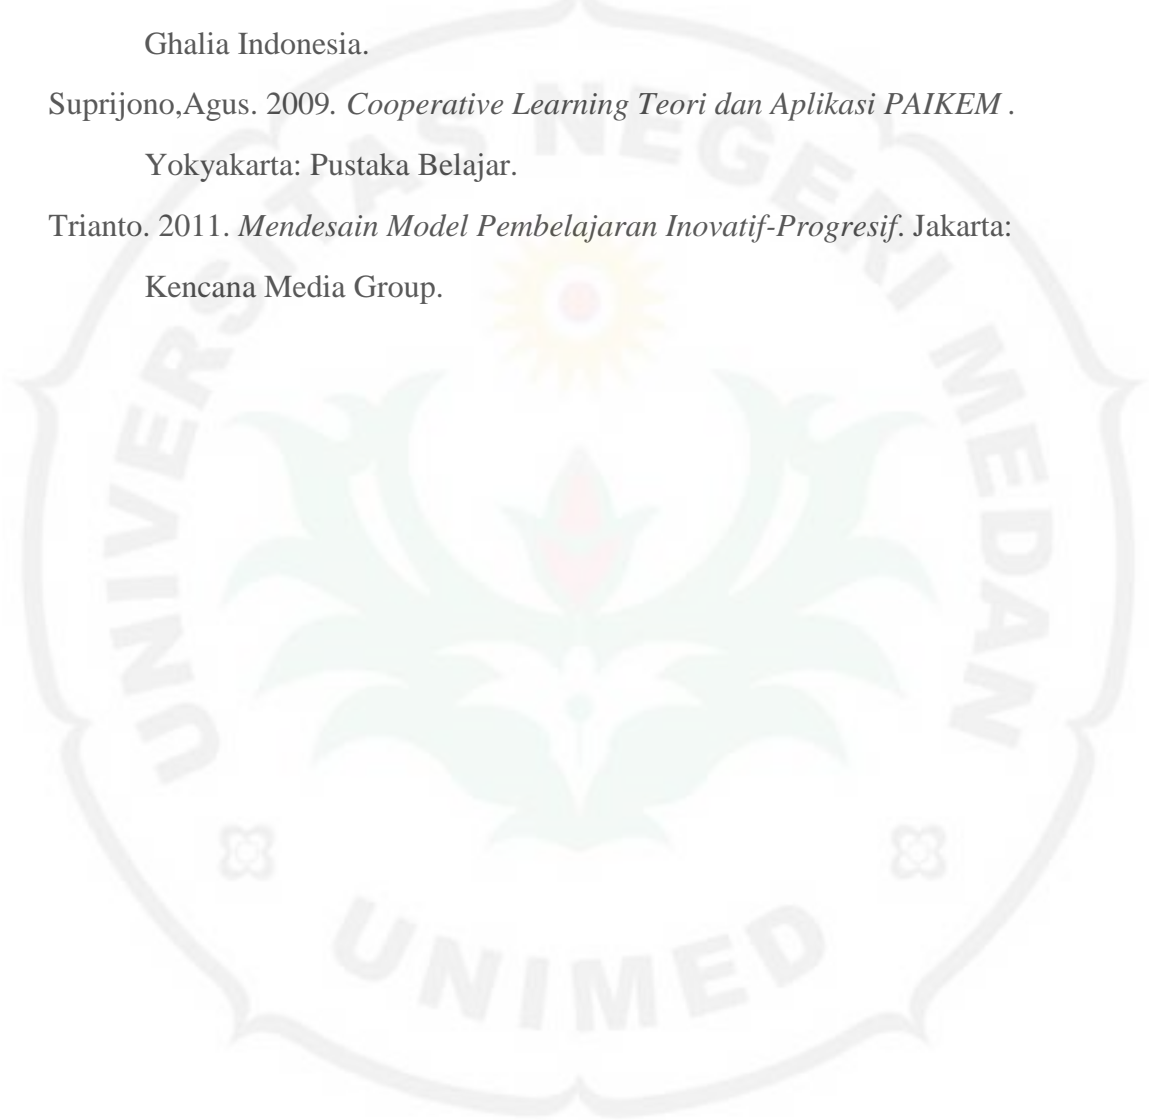 Ghalia Indonesia.
Suprijono,Agus. 2009. Cooperative Learning Teori dan Aplikasi PAIKEM .
Yokyakarta: Pustaka Belajar.
Trianto. 2011. Mendesain Model Pembelajaran Inovatif-Progresif. Jakarta:
Kencana Media Group.
UNIVERSITAS NEGERI MEDAN
UNIMED